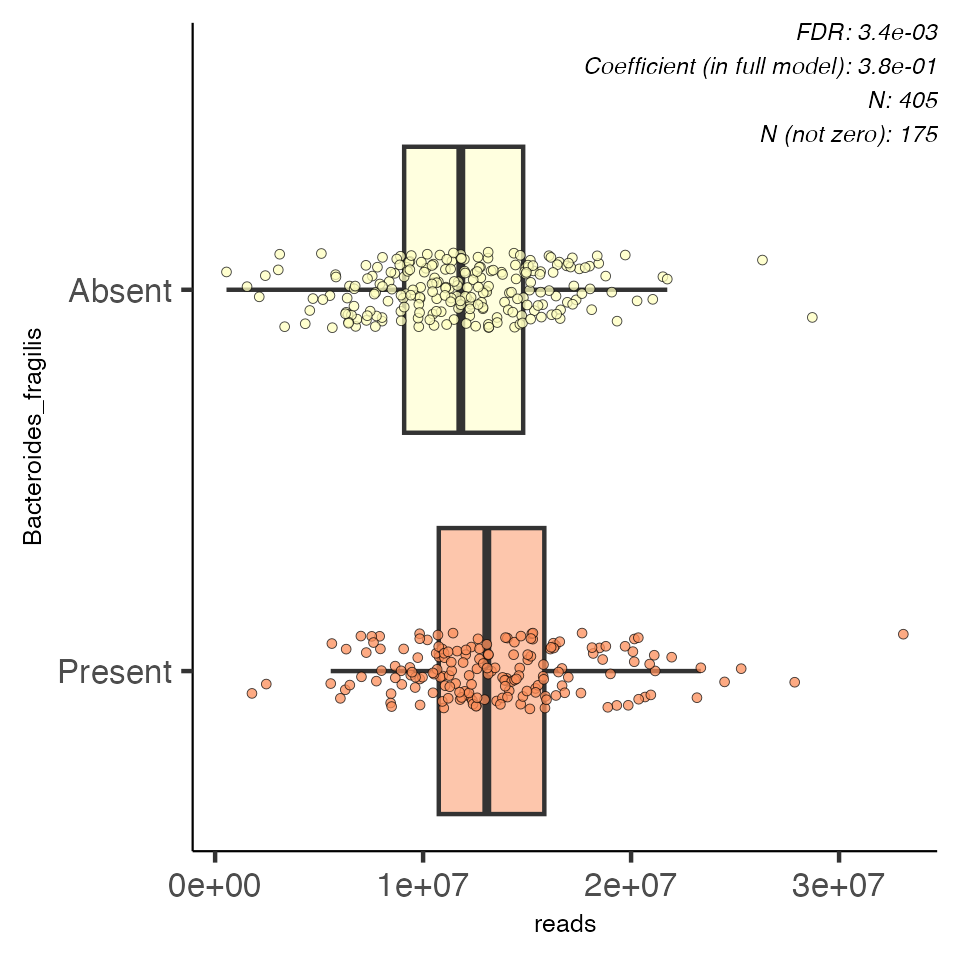 FDR: 3.4e-03
Coefficient (in full model): 3.8e-01
N: 405
N (not zero): 175
Bacteroides_fragilis
Absent
Present
0e+00 1e+07 2e+07 3e+07
reads